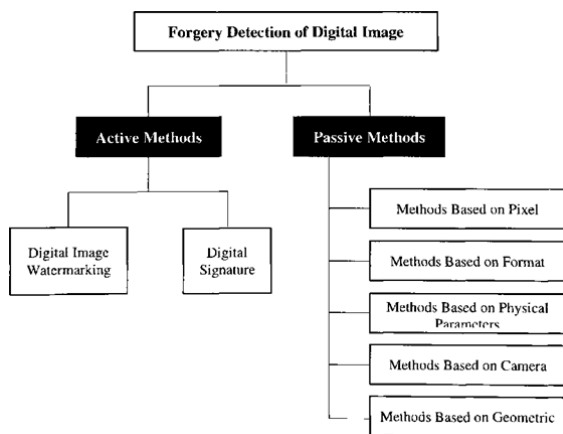 Forgery Detection of Digital Image
Active Methods
Passive Methods
Digital Image
Watermarking
Digital
Signature
Methods Based on Pixel
Methods Based on Format
Methods Based on Physical
Parameters
Methods Based on Camera
Methods Based on Geometric